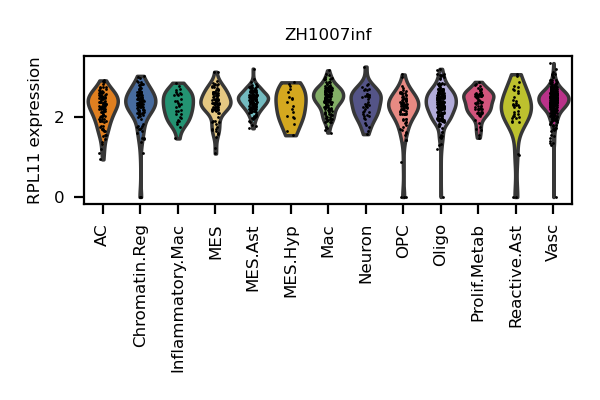 ZH1007inf
RPL11 expression
2
0
AC
Chromatin.Reg
Inflammatory.Mac
MES
MES.Ast
MES.Hyp
Mac
Neuron
OPC
Oligo
Prolif.Metab
Reactive.Ast
Vasc